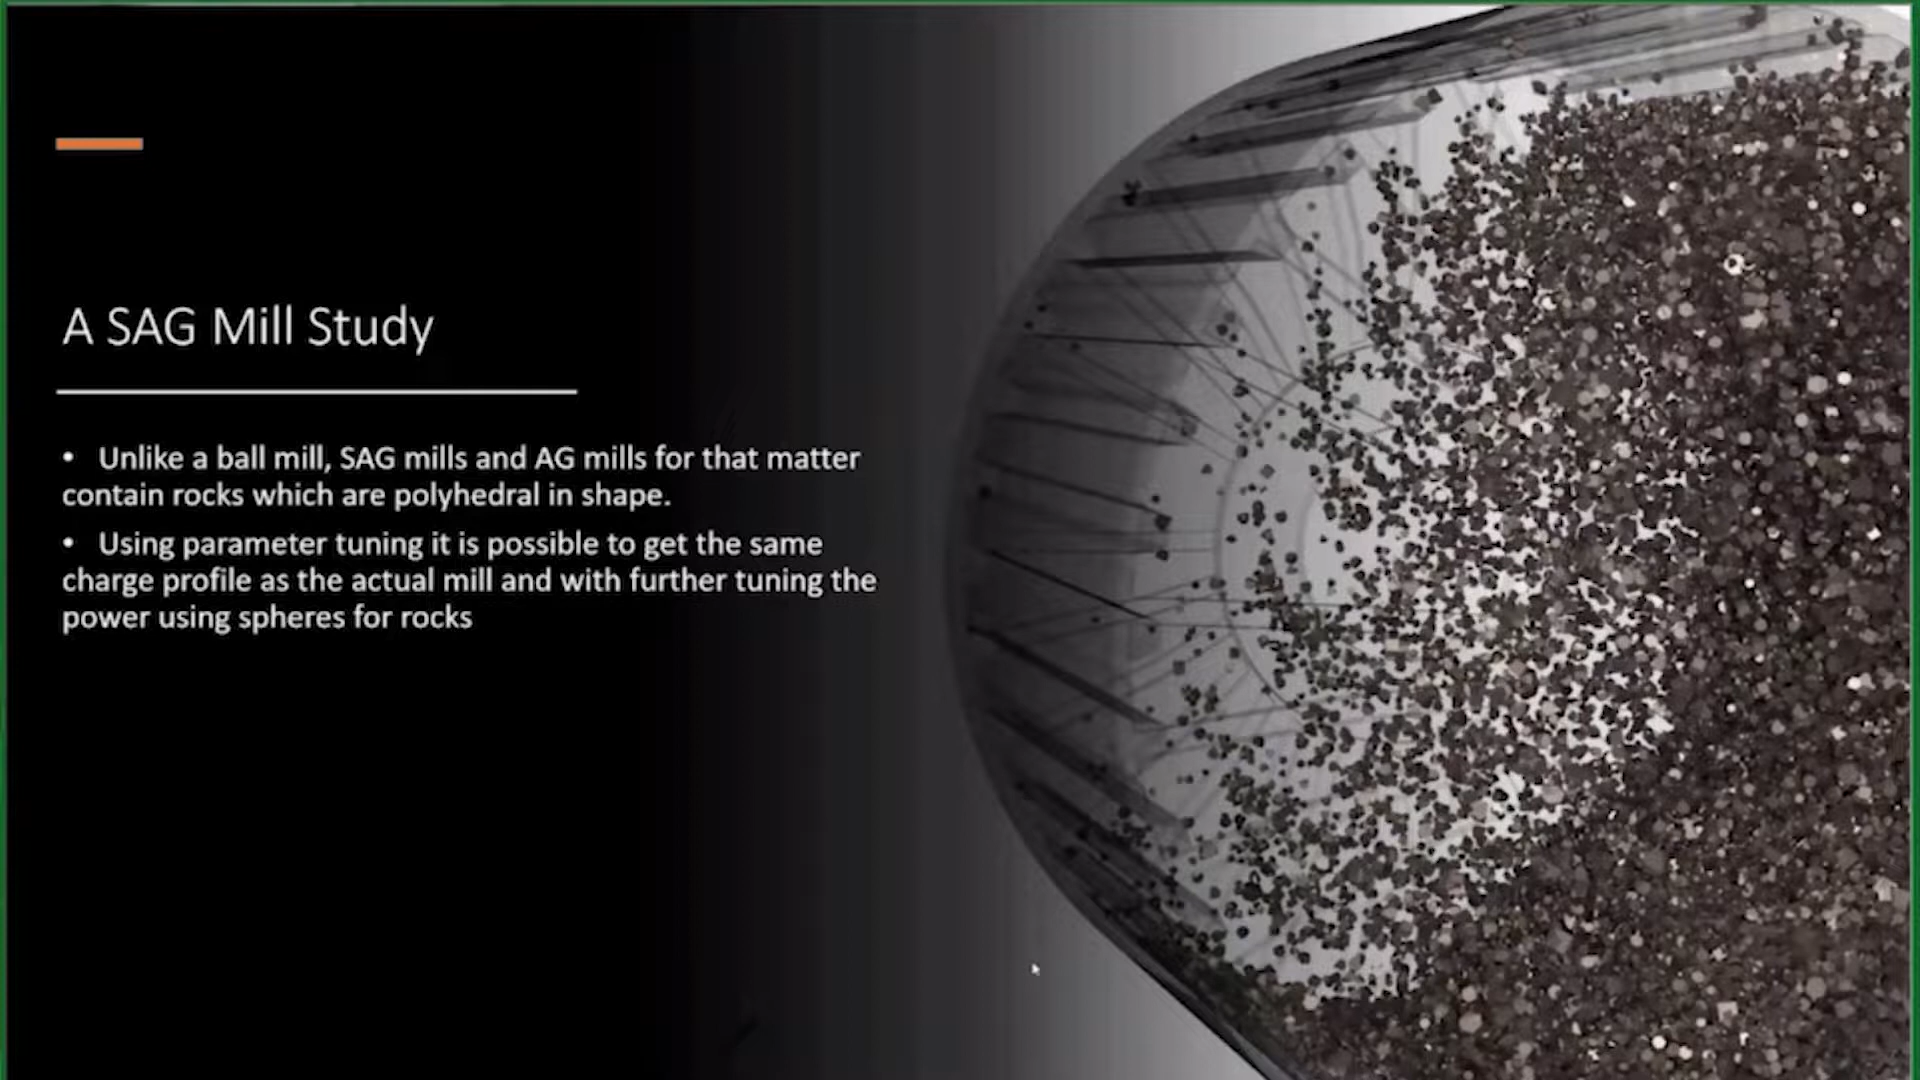 A SAG Mill Study
• Unlike a ball mill, SAG mills and AG mills for that matter
contain rocks which are polyhedral in shape.
• Using parameter tuning it is possible to get the same
charge profile as the actual mill and with further tuning the
power using spheres for rocks